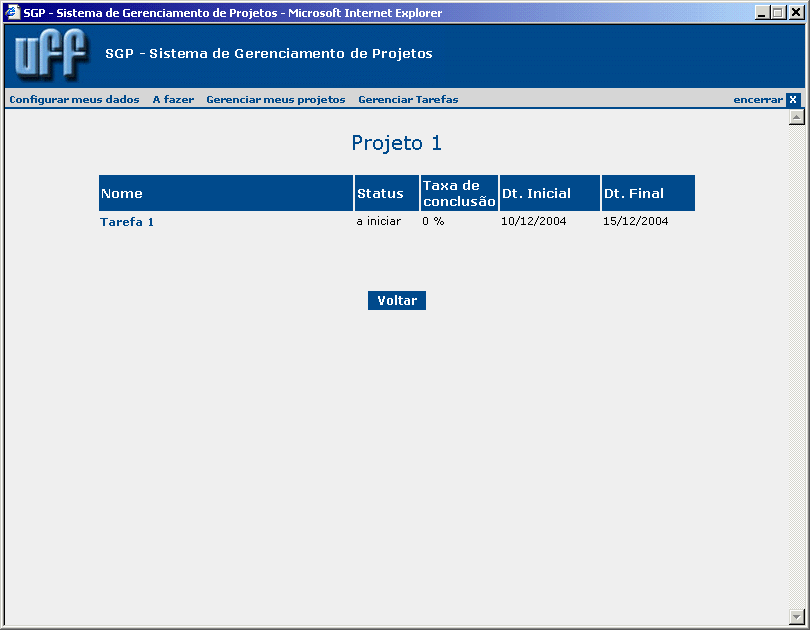 SGP - Sistema de Gerenciamento de Projetos - Microsoft Internet Explorer
uff SGP - Sistema de Gerenciamento de Projetos
Configurar meus dados A fazer Gerenciar meus projetos Gerenciar Tarefas encerrar X
Projeto 1
Nome Status Taxa de conclusão Dt. Inicial Dt. Final
Tarefa 1 a iniciar 0 % 10/12/2004 15/12/2004
Voltar